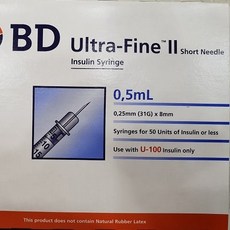 BD Ultra-Fine™ II Short Needle
Insulin Syringe
0,5mL
0,25mm (31G) x 8mm
Syringes for 50 Units of Insulin or less
Use with U-100 Insulin only
This product does not contain Natural Rubber Latex